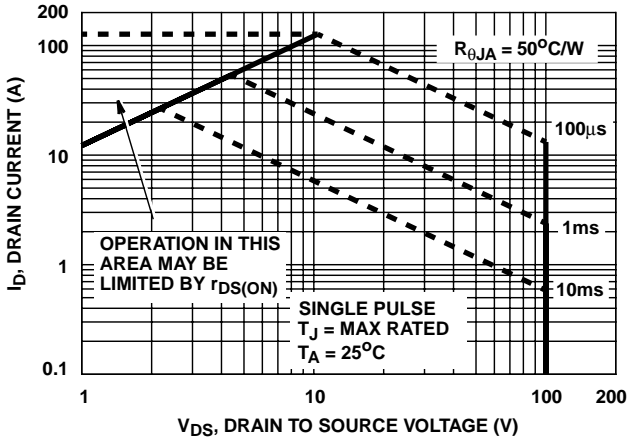 200
100
10
1
0.1
I_D, DRAIN CURRENT (A)
R_θJA = 50°C/W
100μs
1ms
10ms
OPERATION IN THIS
AREA MAY BE
LIMITED BY r_DS(ON)
SINGLE PULSE
T_J = MAX RATED
T_A = 25°C
1
10
100
200
V_DS, DRAIN TO SOURCE VOLTAGE (V)